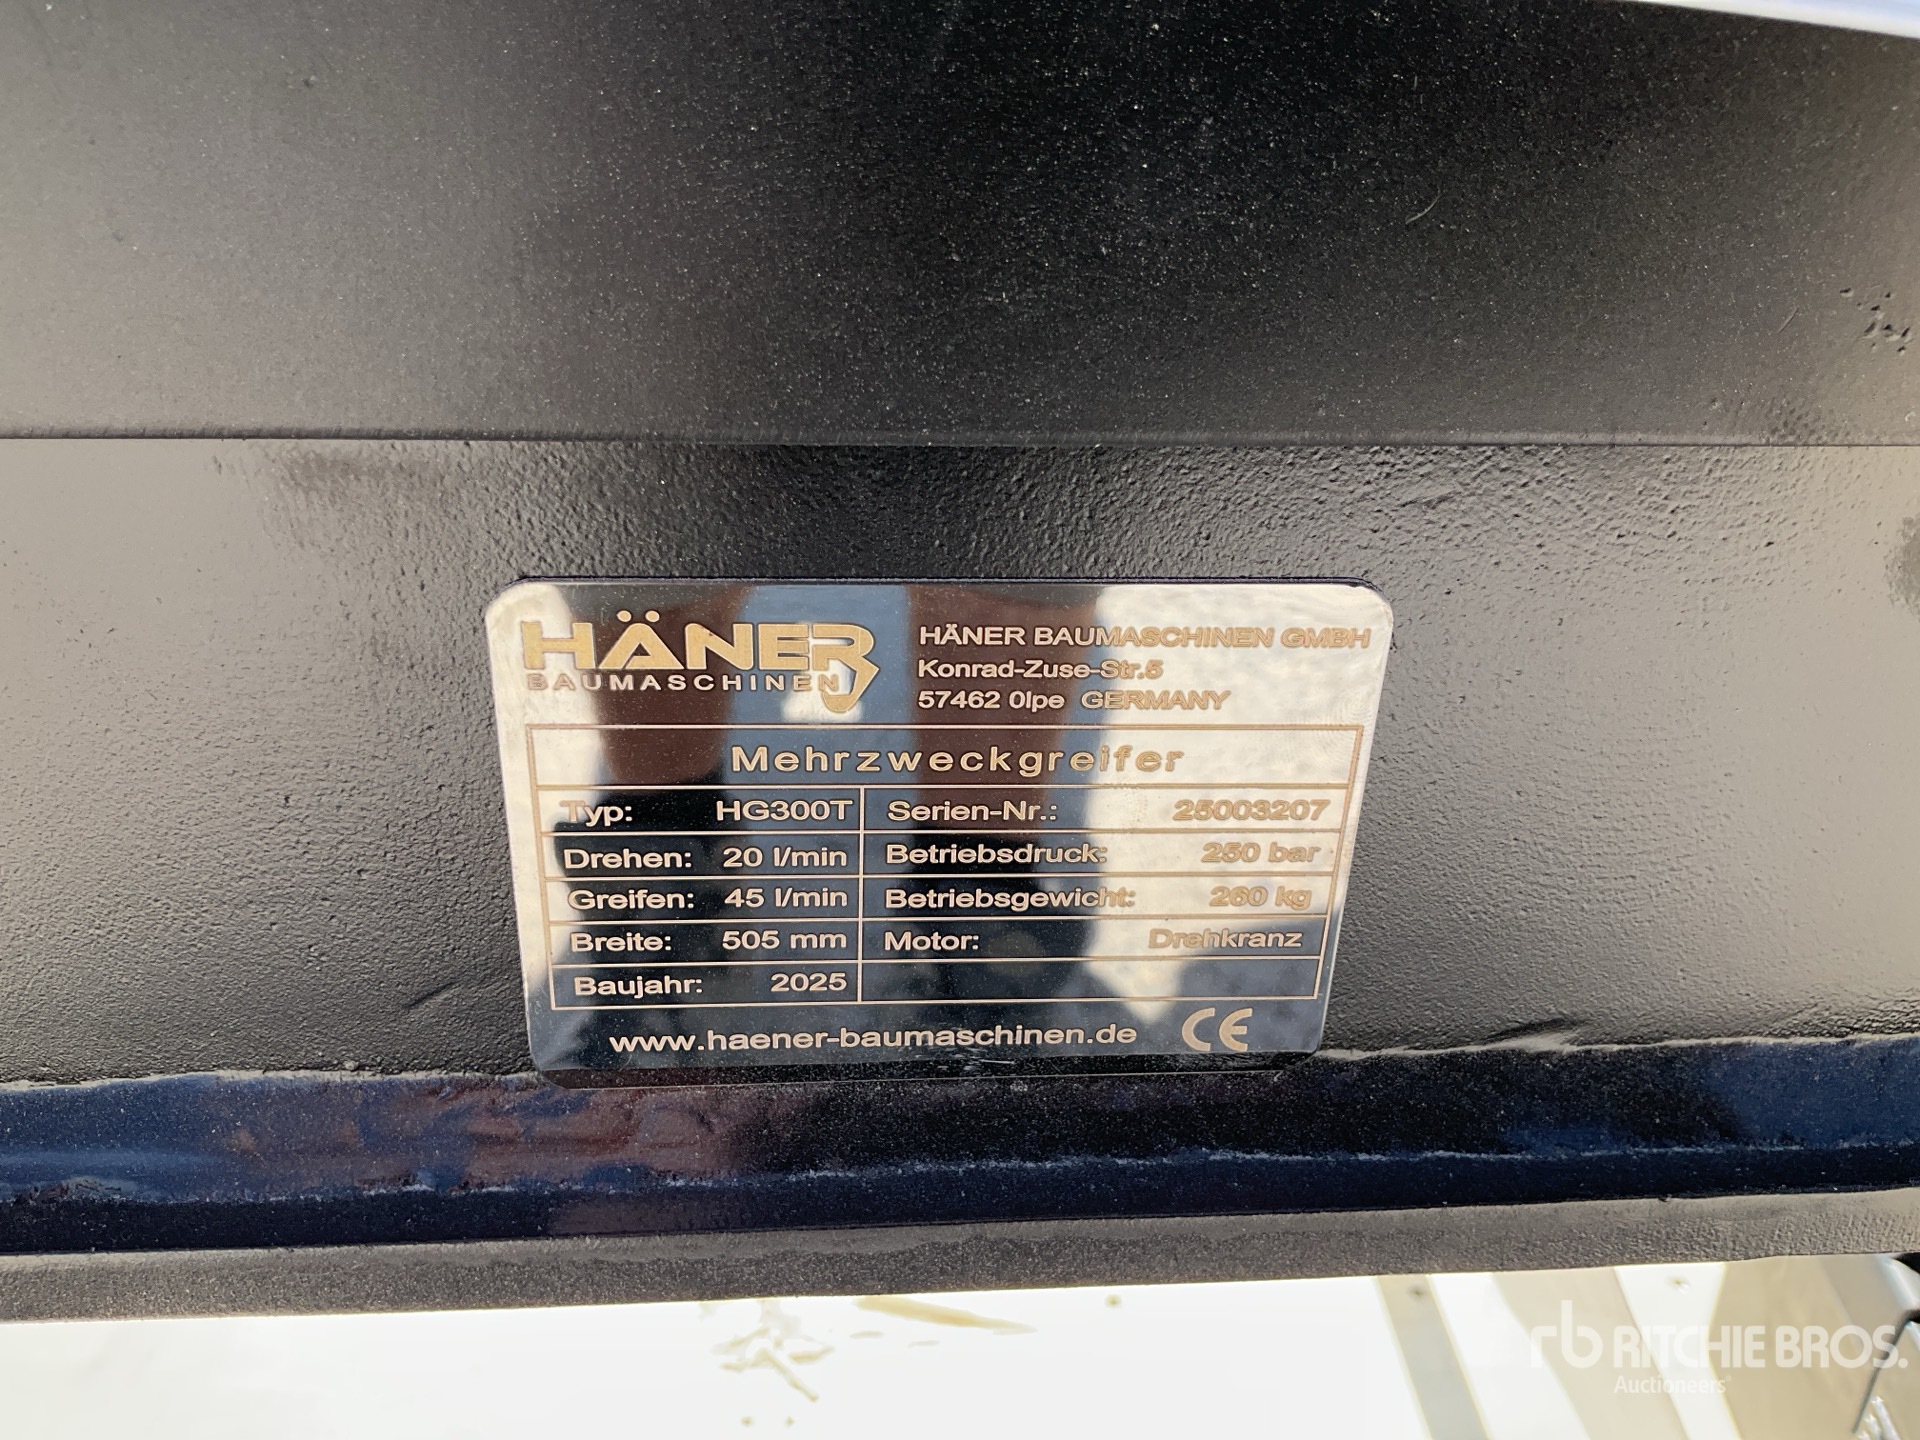 HÄNER
BAUMASCHINEN
HÄNER BAUMASCHINEN GMBH
Konrad-Zuse-Str.5
57462 Olpe GERMANY
Mehrzweckgreifer
Typ: HG300T Serien-Nr.: 25003207
Drehen: 20 l/min Betriebsdruck: 250 bar
Greifen: 45 l/min Betriebsgewicht: 260 kg
Breite: 505 mm Motor: Drehkranz
Baujahr: 2025
www.haener-baumaschinen.de CE
rb RITCHIE BROS.
Auctioneers